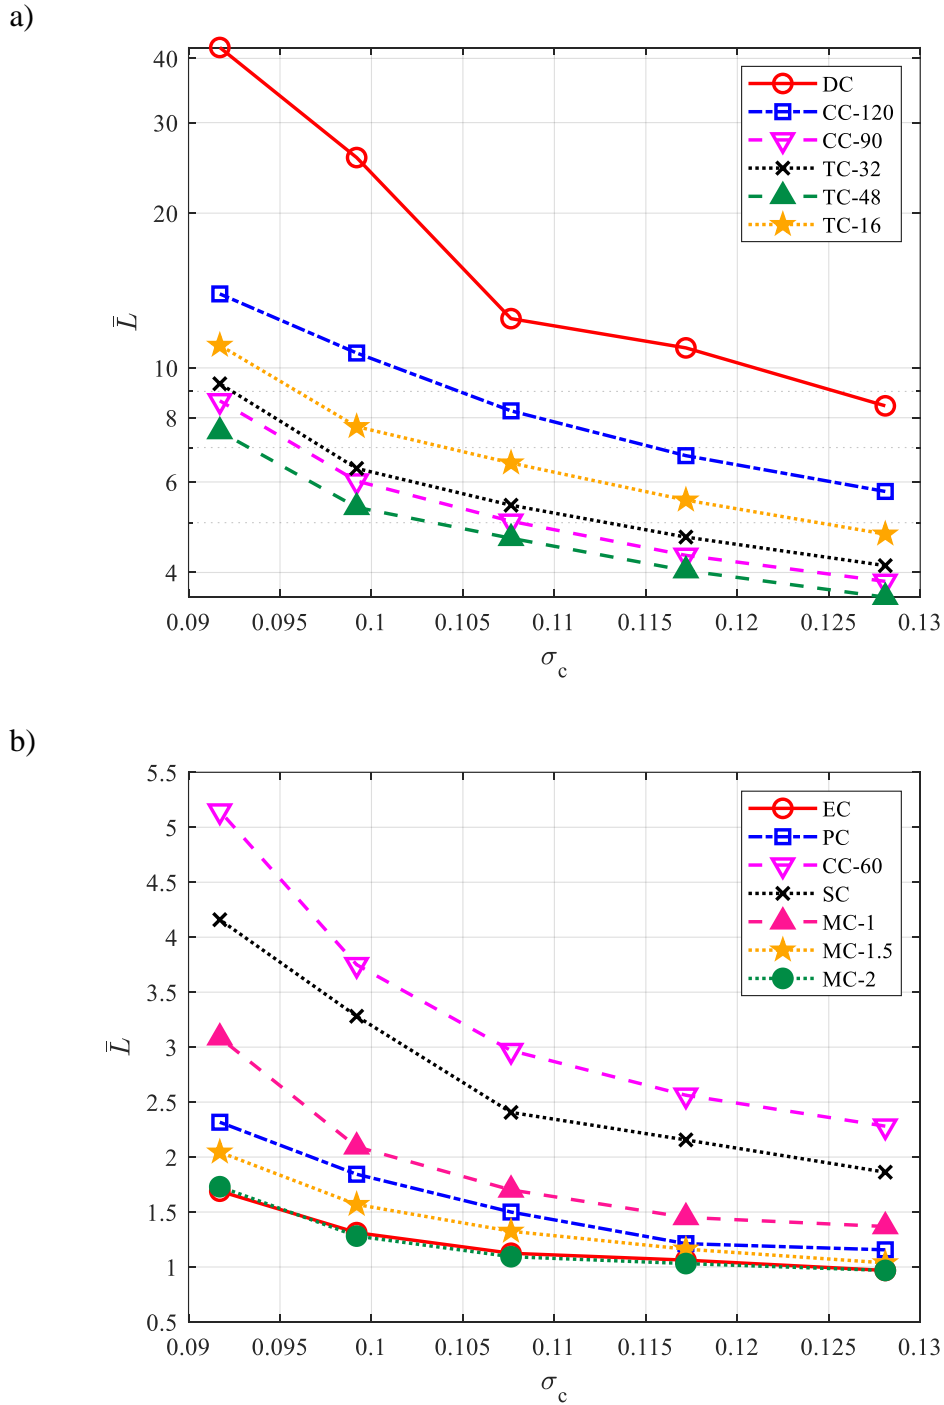 a)
40
30
20
10
8
6
4
L̿
DC
CC-120
CC-90
TC-32
TC-48
TC-16
0.09 0.095 0.1 0.105 0.11 0.115 0.12 0.125 0.13
σc
b)
5.5
5
4.5
4
3.5
3
2.5
2
1.5
1
0.5
L̿
EC
PC
CC-60
SC
MC-1
MC-1.5
MC-2
0.09 0.095 0.1 0.105 0.11 0.115 0.12 0.125 0.13
σc